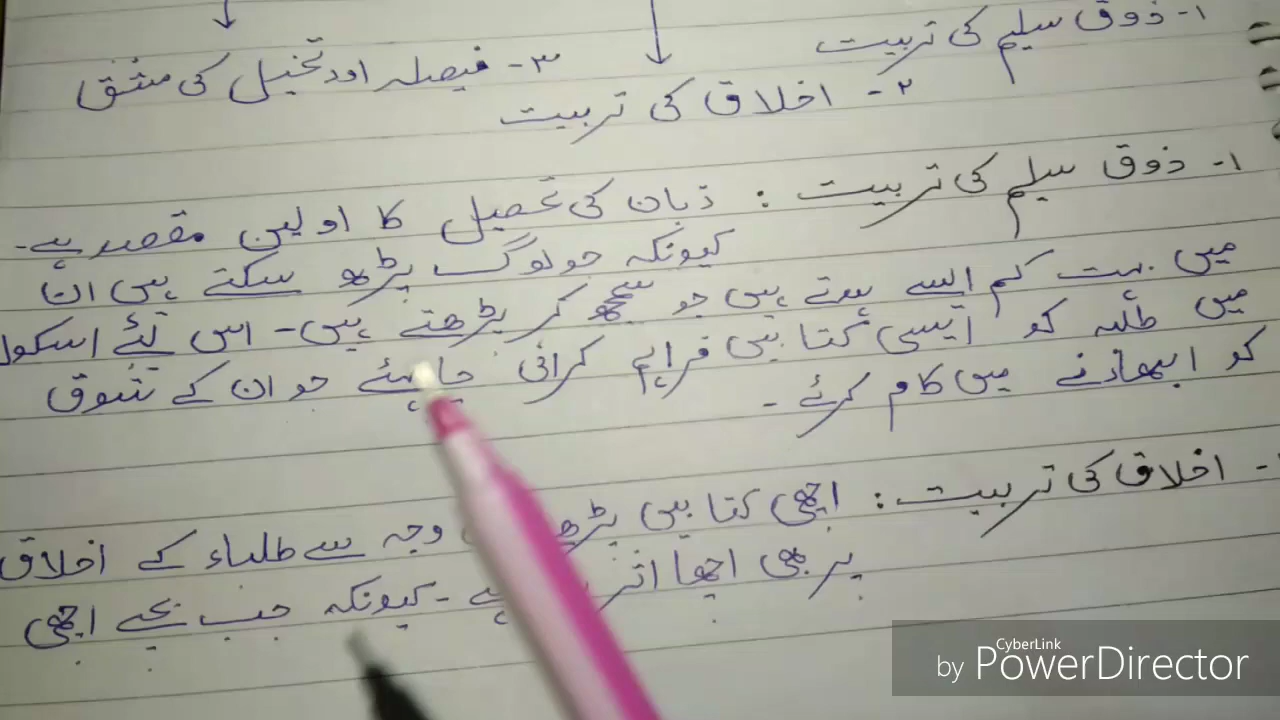 ۱- ذوق سلیم کی تربیت
۳- فیصلہ اور تخیل کی مشق
۲- اخلاق کی تربیت
۱- ذوق سلیم کی تربیت : زبان کی تحصیل کا اولین مقصد ہے۔
کیونکہ جو لوگ پڑھ سکتے ہیں ان
میں بہت کم ایسے ہوتے ہیں جو سمجھ کر پڑھتے ہیں۔ اس لئے اسکول
میں طلبہ کو ایسی کتابیں فراہم کرانی چاہئے جو ان کے شوق
کو ابھارنے میں کام کرئے۔
- اخلاق کی تربیت : اچھی کتابیں وجہ سے طلباء کے اخلاق
پر بھی اچھا اثر ہے۔ کیونکہ جب بچے اچھی
CyberLink
by PowerDirector